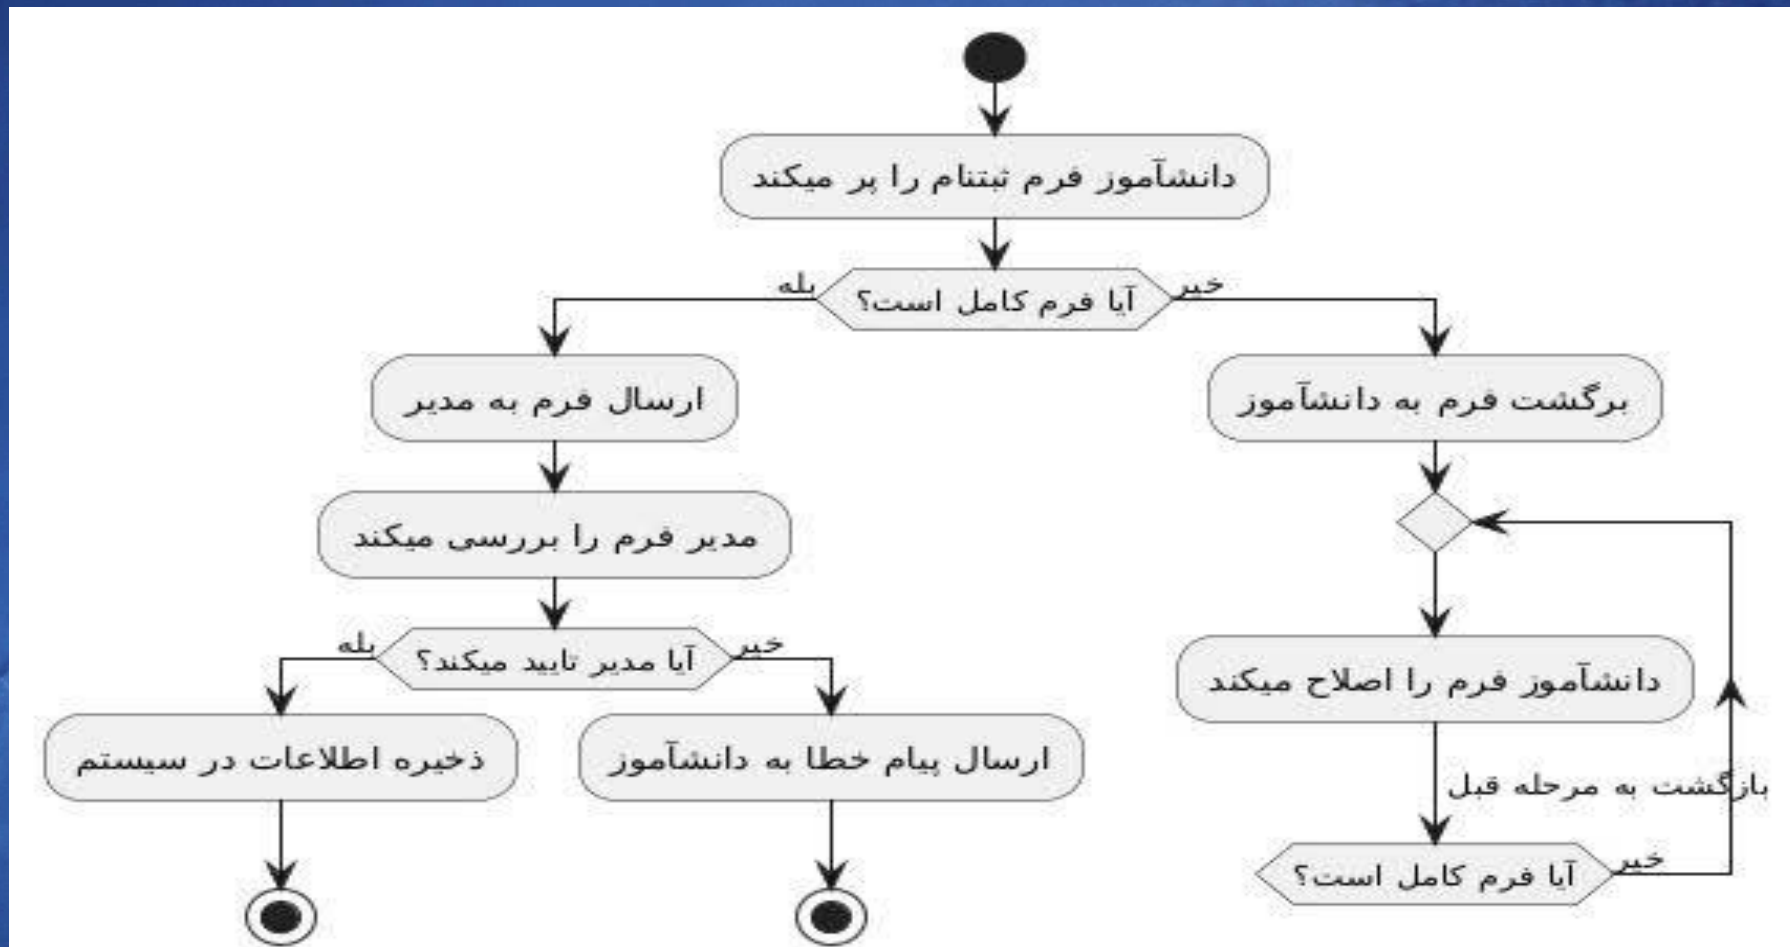 دانشآموز فرم ثبتنام را پر میکند
آیا فرم کامل است؟
بله
خیر
ارسال فرم به مدیر
مدیر فرم را بررسی میکند
آیا مدیر تایید میکند؟
بله
خیر
ذخیره اطلاعات در سیستم
ارسال پیام خطا به دانشآموز
برگشت فرم به دانشآموز
دانشآموز فرم را اصلاح میکند
بازگشت به مرحله قبل
آیا فرم کامل است؟
خیر